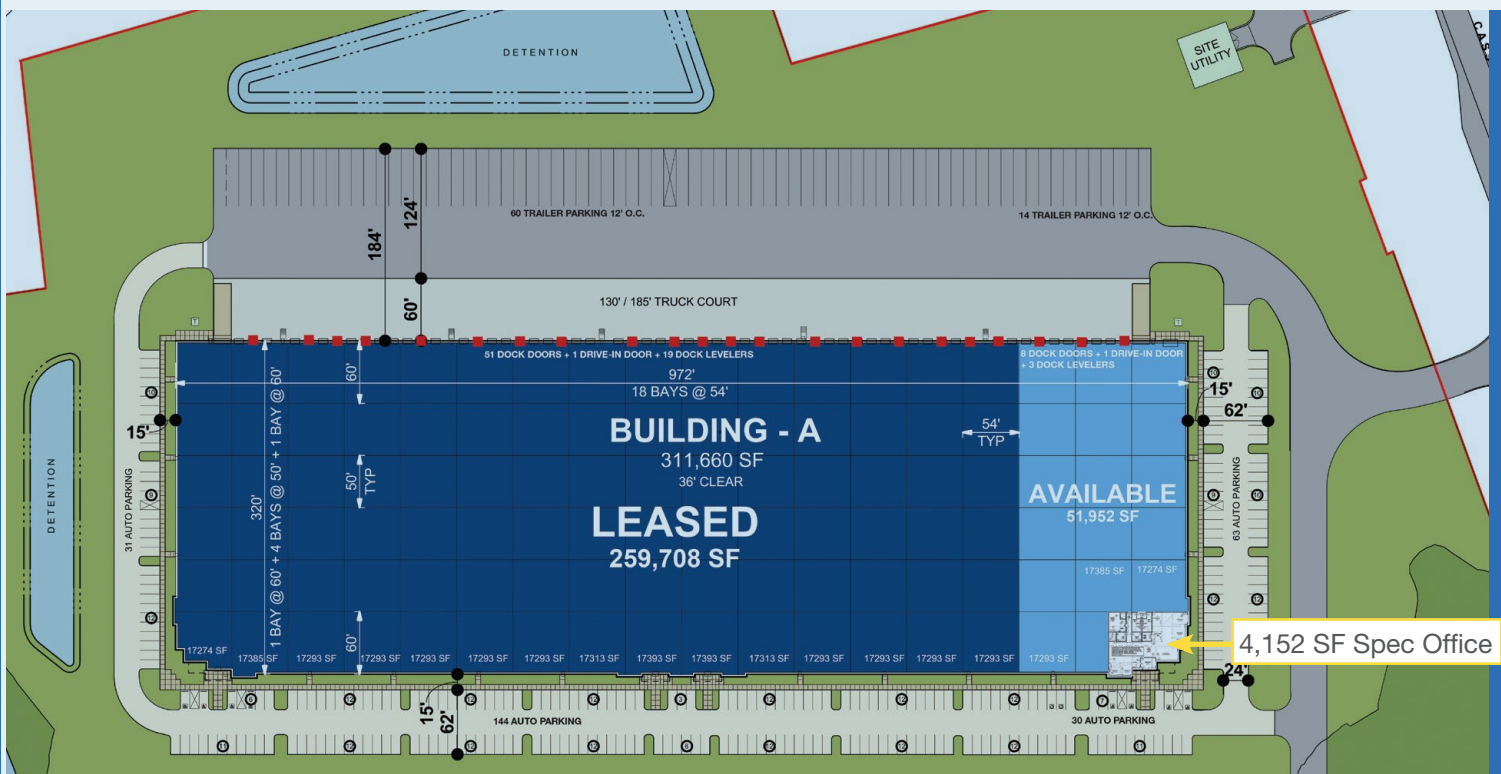 DETENTION
SITE
UTILITY
60 TRAILER PARKING 12' O.C.
14 TRAILER PARKING 12' O.C.
124'
184'
60'
130' / 185' TRUCK COURT
T
T
51 DOCK DOORS + 1 DRIVE-IN DOOR + 19 DOCK LEVELERS
8 DOCK DOORS + 1 DRIVE-IN DOOR
+ 3 DOCK LEVELERS
972'
18 BAYS @ 54'
60'
15'
15'
62'
BUILDING - A
311,660 SF
36' CLEAR
54'
TYP
50'
TYP
320'
1 BAY @ 60' + 4 BAYS @ 50' + 1 BAY @ 60'
LEASED
259,708 SF
AVAILABLE
51,952 SF
DETENTION
31 AUTO PARKING
63 AUTO PARKING
17385 SF
17274 SF
60'
4,152 SF Spec Office
17274 SF
17385 SF
17293 SF
17293 SF
17293 SF
17293 SF
17293 SF
17313 SF
17393 SF
17393 SF
17313 SF
17293 SF
17293 SF
17293 SF
17293 SF
17293 SF
24'
15'
62'
144 AUTO PARKING
30 AUTO PARKING